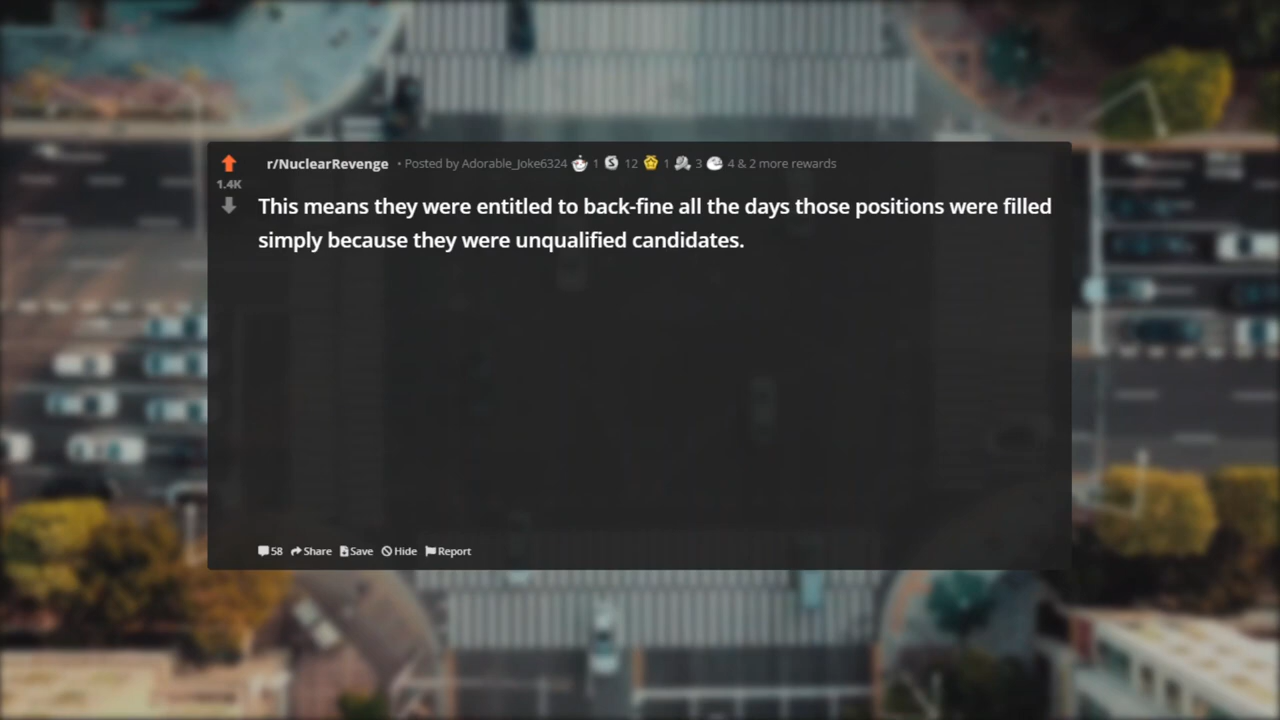 r/NuclearRevenge • Posted by Adorable_Joke6324 1 12 1 3 4 & 2 more rewards
1.4K
This means they were entitled to back-fine all the days those positions were filled
simply because they were unqualified candidates.
58 Share Save Hide Report